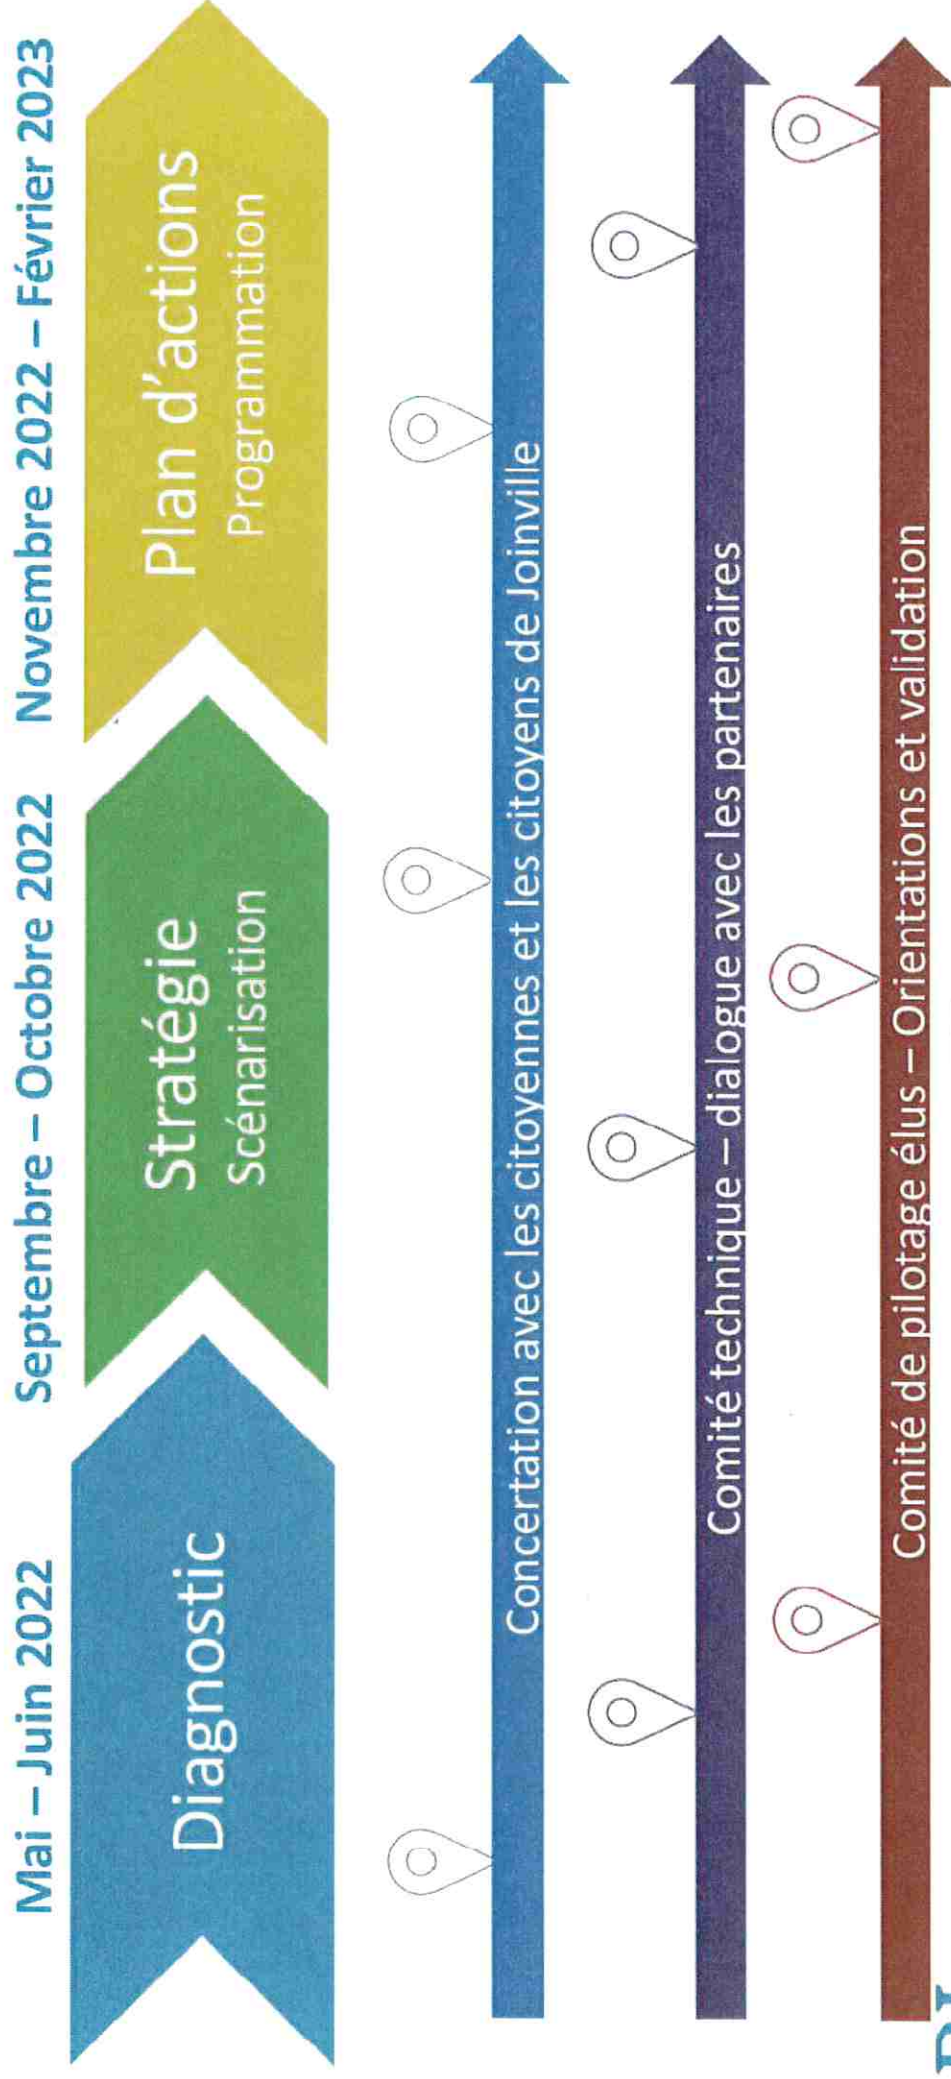 Mai – Juin 2022
Septembre – Octobre 2022
Novembre 2022 – Février 2023
Diagnostic
Stratégie
Scénarisation
Plan d'actions
Programmation
Concertation avec les citoyennes et les citoyens de Joinville
Comité technique – dialogue avec les partenaires
Comité de pilotage élus – Orientations et validation